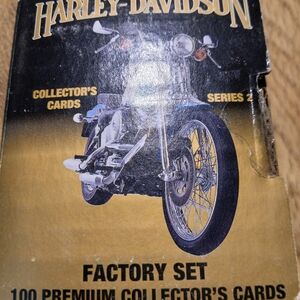 HARLEY-DAVIDSON
COLLECTOR'S SERIES 2
CARDS
FACTORY SET
100 PREMIUM COLLECTOR'S CARDS